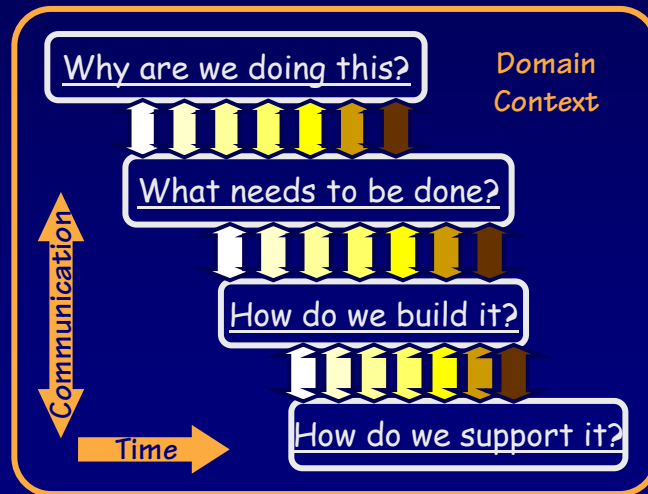 Why are we doing this?
Domain
Context
What needs to be done?
Communication
How do we build it?
How do we support it?
Time